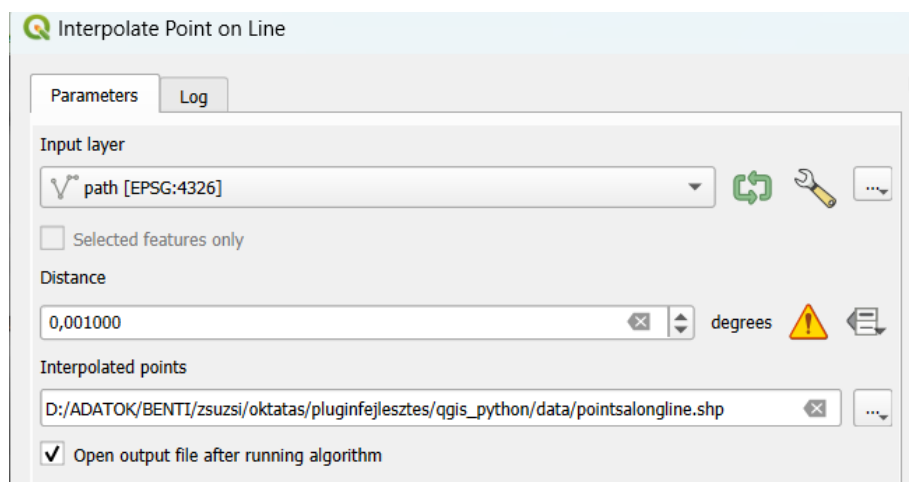 Interpolate Point on Line
Parameters Log
Input layer
path [EPSG:4326]
...
Selected features only
Distance
0,001000 degrees
Interpolated points
D:/ADATOK/BENTI/zsuzsi/oktatas/pluginfejlesztes/qgis_python/data/pointsalongline.shp ...
Open output file after running algorithm